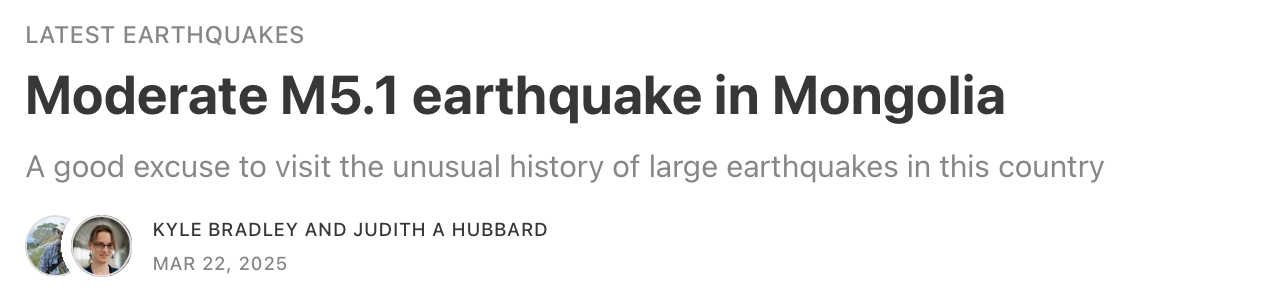 LATEST EARTHQUAKES
Moderate M5.1 earthquake in Mongolia
A good excuse to visit the unusual history of large earthquakes in this country
KYLE BRADLEY AND JUDITH A HUBBARD
MAR 22, 2025